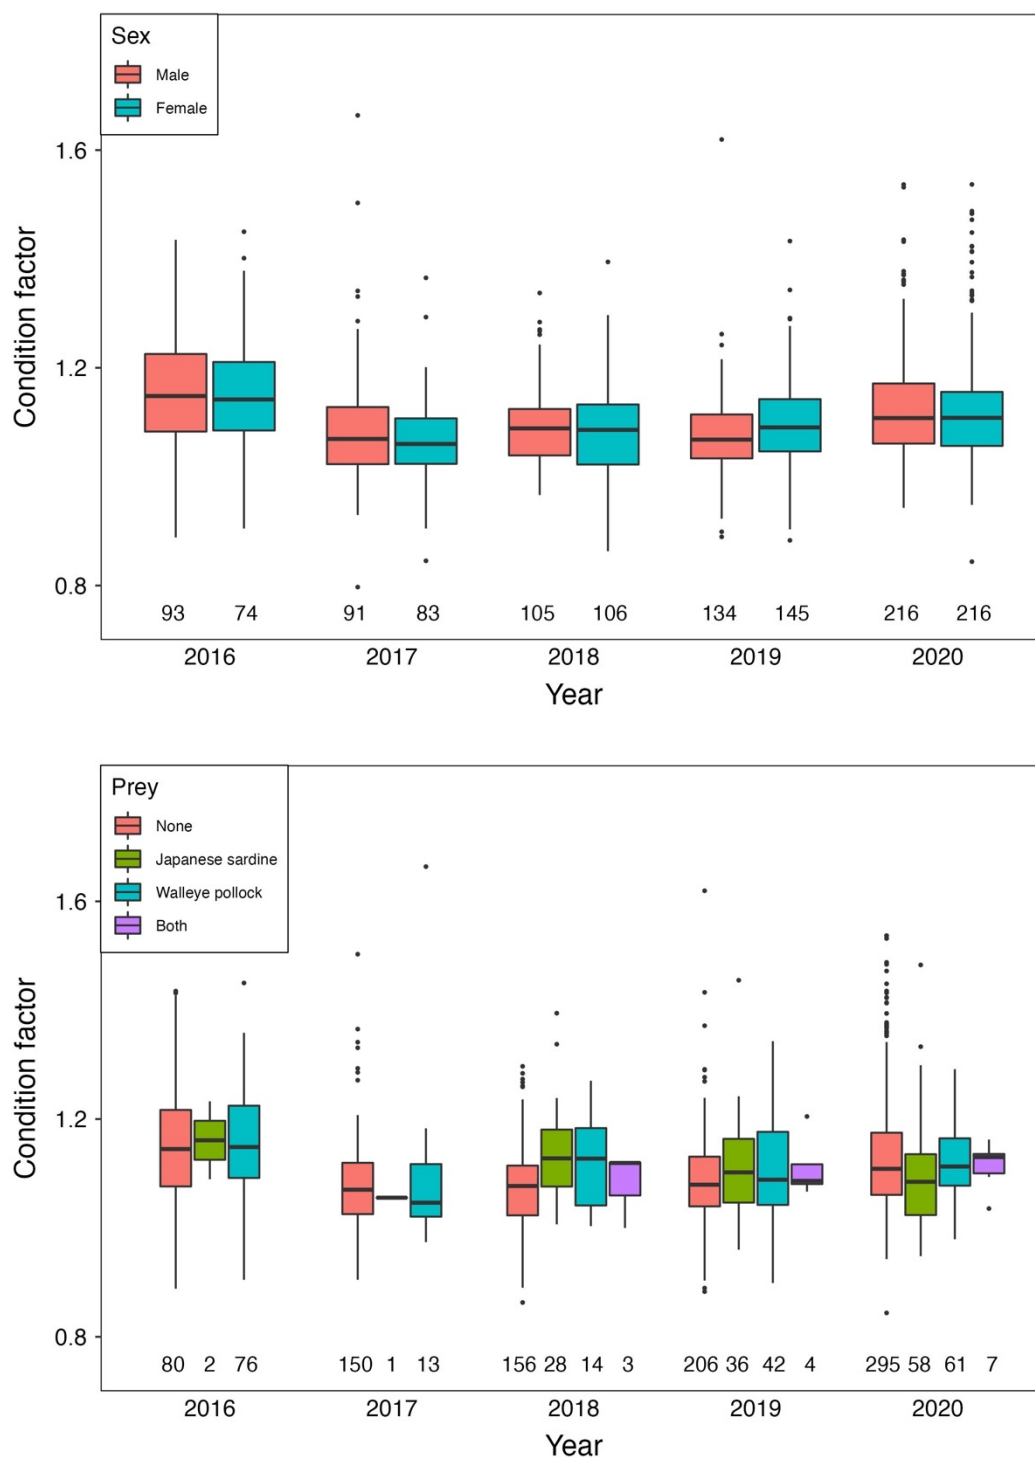 Sex
Male
Female
Condition factor
1.6
1.2
0.8
93 74 91 83 105 106 134 145 216 216
2016 2017 2018 2019 2020
Year
Prey
None
Japanese sardine
Walleye pollock
Both
Condition factor
1.6
1.2
0.8
80 2 76 150 1 13 156 28 14 3 206 36 42 4 295 58 61 7
2016 2017 2018 2019 2020
Year